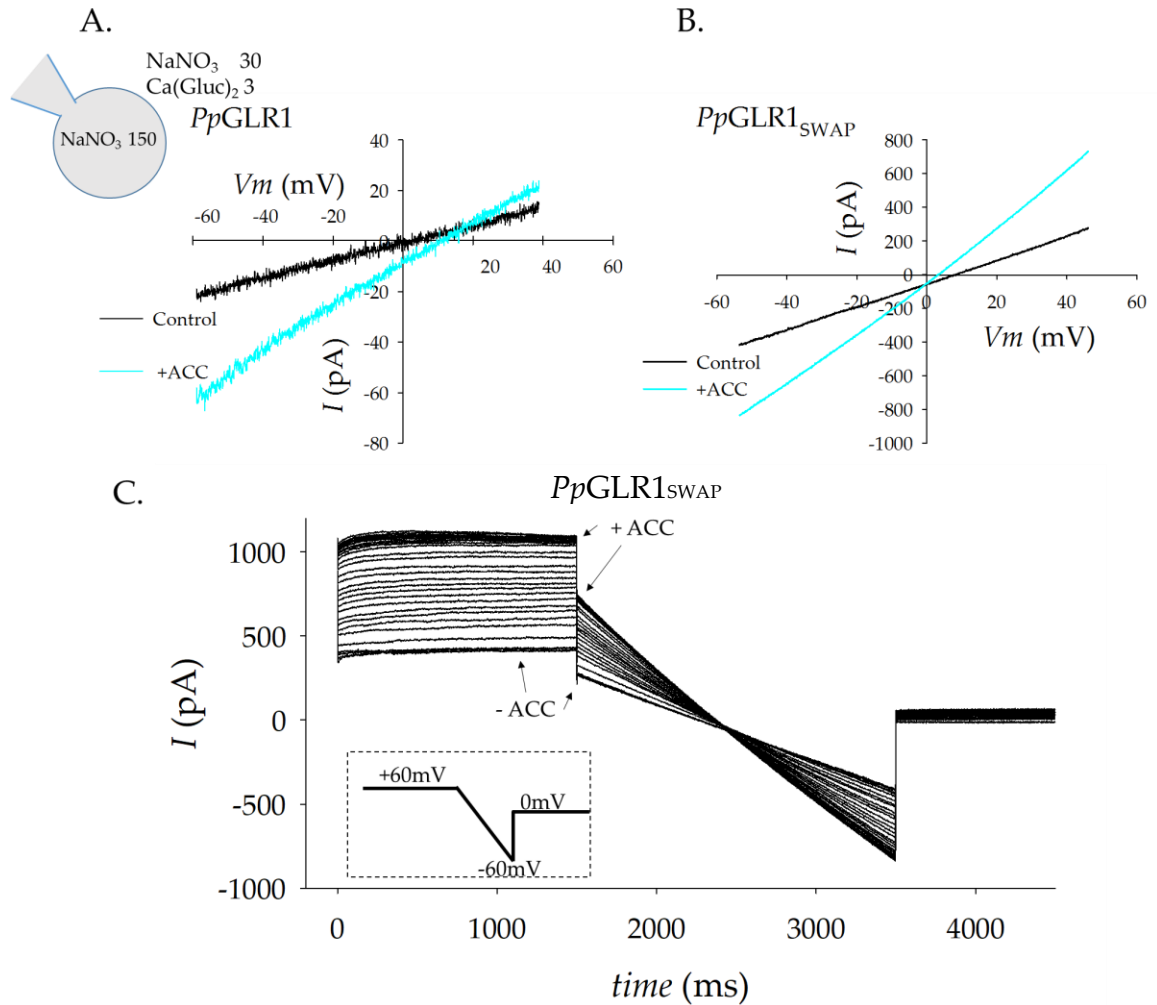 A.
B.
NaNO₃ 30
Ca(Gluc)₂ 3
NaNO₃ 150
PpGLR1
Vm (mV)
I (pA)
40
20
0
-20
-40
-60
-80
-60
-40
-20
20
40
60
Control
+ACC
PpGLR1SWAP
I (pA)
800
600
400
200
0
-200
-400
-600
-800
-1000
-60
-40
-20
0
20
40
60
Vm (mV)
Control
+ACC
C.
PpGLR1SWAP
I (pA)
1000
500
0
-500
-1000
+ ACC
- ACC
+60mV
0mV
-60mV
0
1000
2000
3000
4000
time (ms)